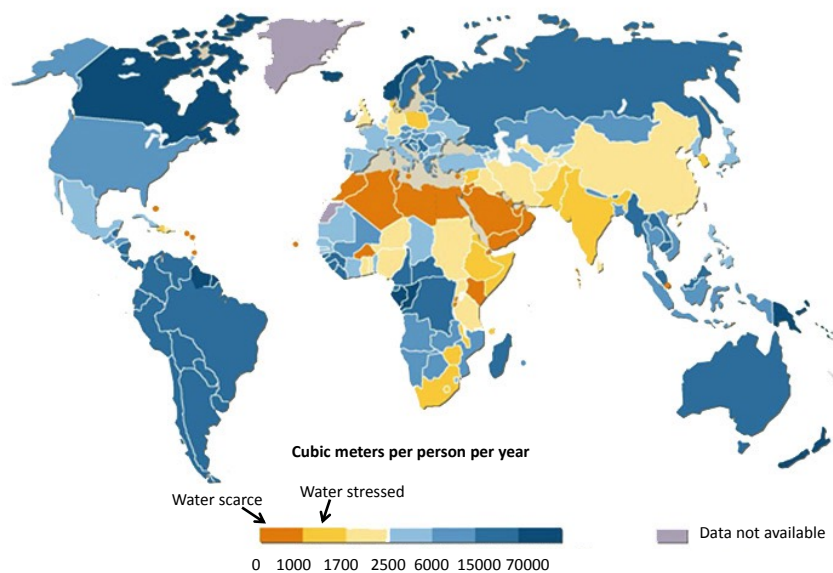 Cubic meters per person per year
Water scarce Water stressed
Data not available
0 1000 1700 2500 6000 15000 70000